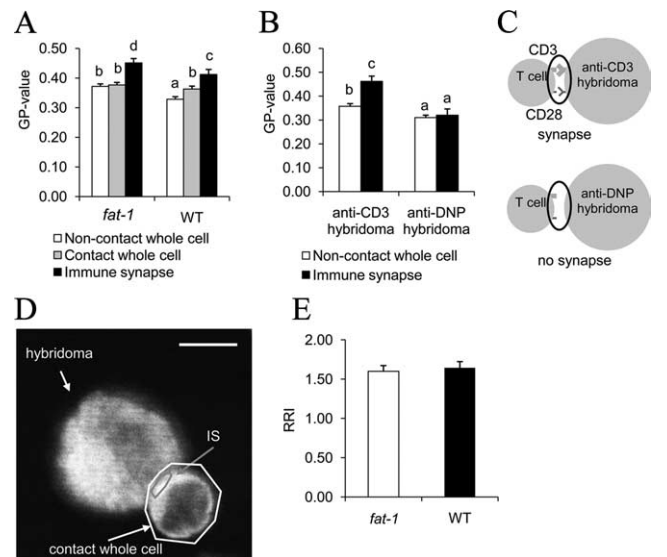 A
GP-value
0.50
0.40
0.30
0.20
0.10
0.00
b b d
a b c
fat-1 WT
Non-contact whole cell
Contact whole cell
Immune synapse
B
GP-value
0.60
0.50
0.40
0.30
0.20
0.10
0.00
b c
a a
anti-CD3 anti-DNP
hybridoma hybridoma
Non-contact whole cell
Immune synapse
C
CD3
T cell
anti-CD3
hybridoma
CD28
synapse
T cell
anti-DNP
hybridoma
no synapse
D
hybridoma
IS
contact whole cell
E
RRI
2.00
1.50
1.00
0.50
0.00
fat-1 WT